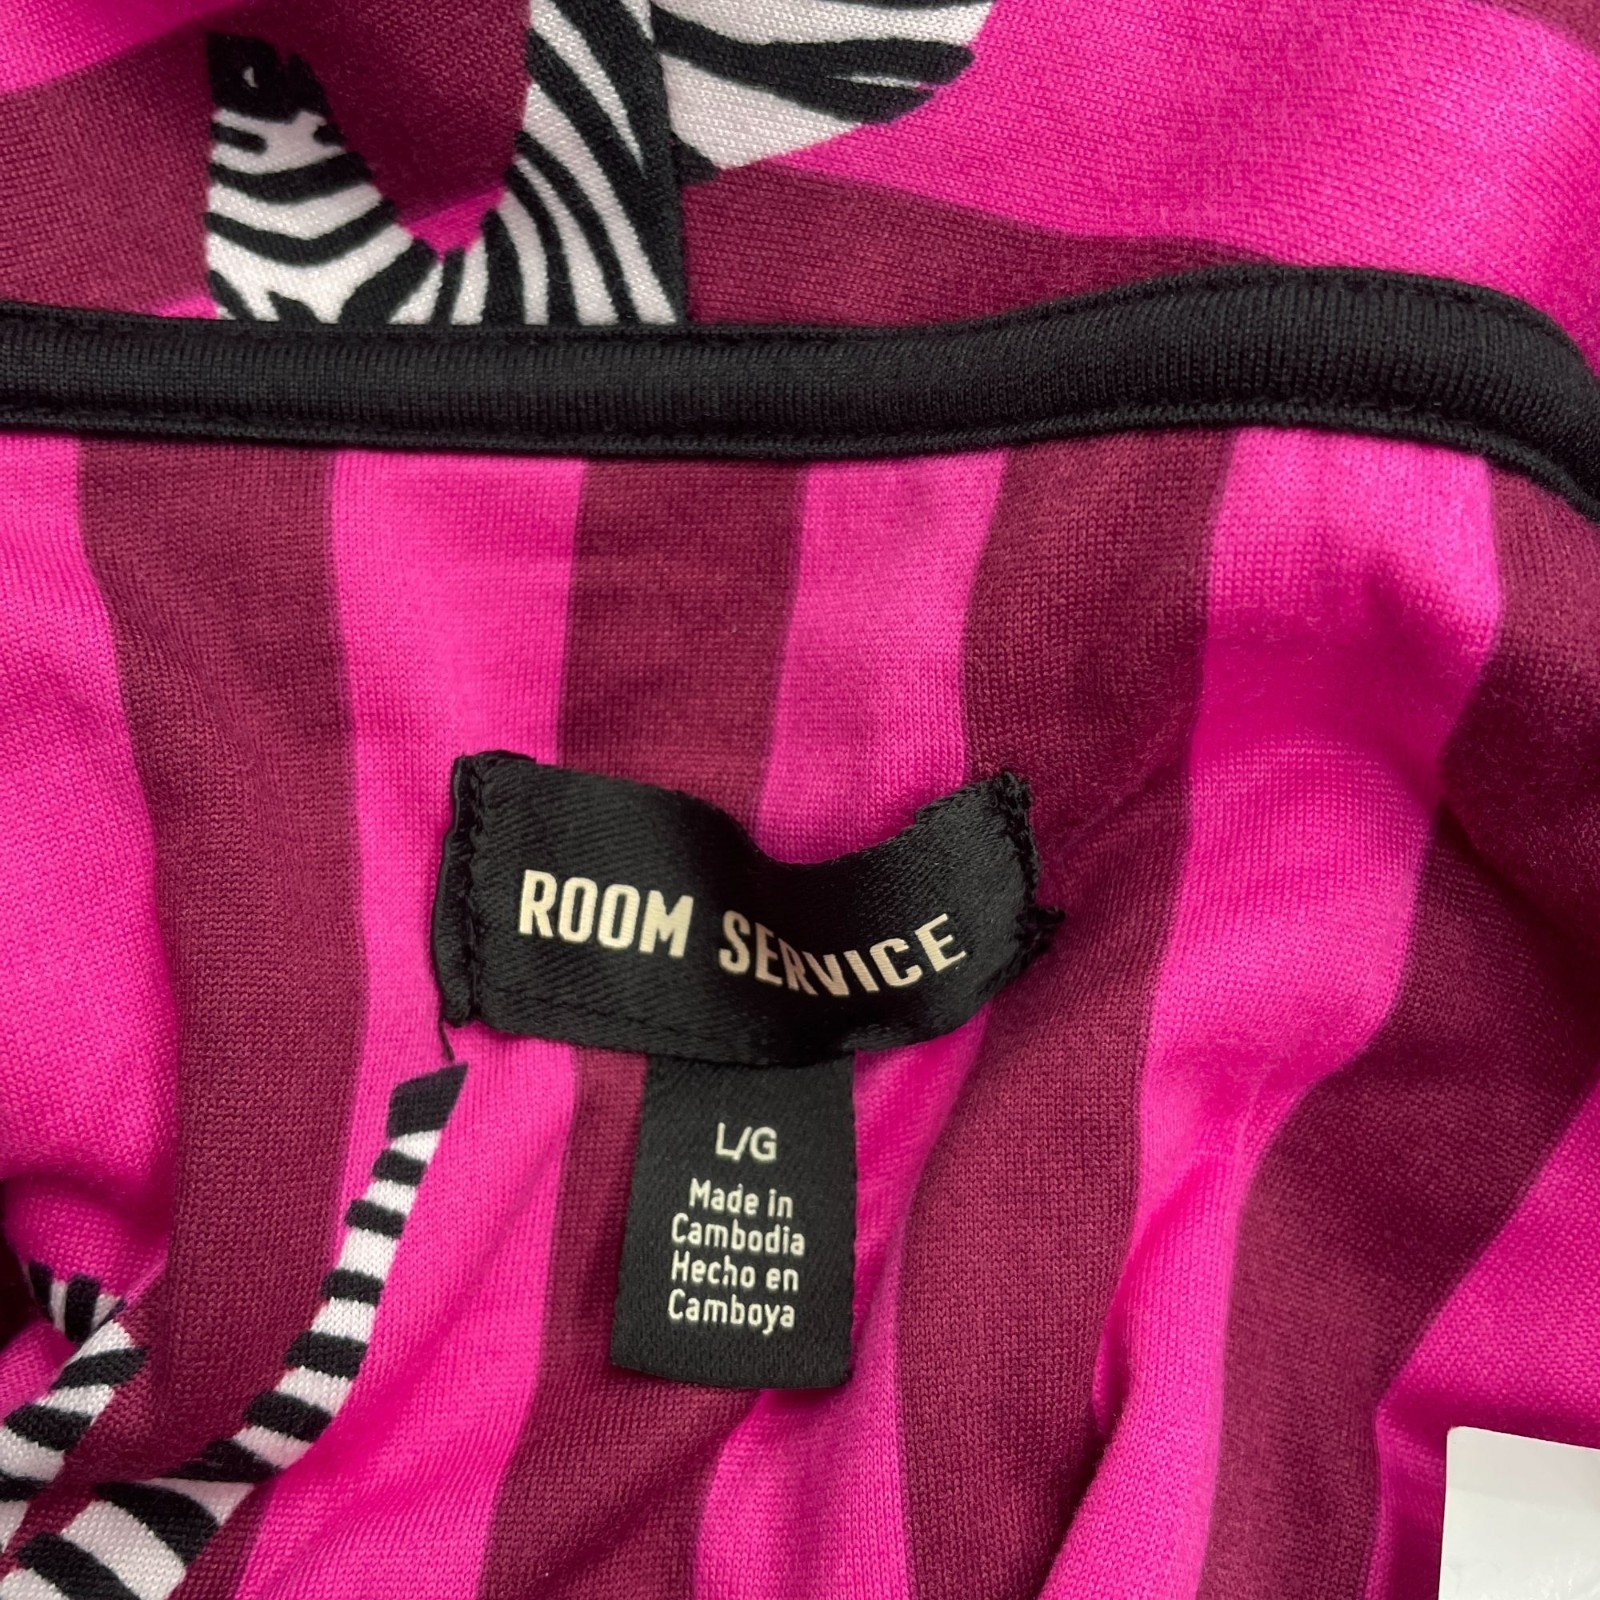 ROOM SERVICE
L/G
Made in
Cambodia
Hecho en
Camboya